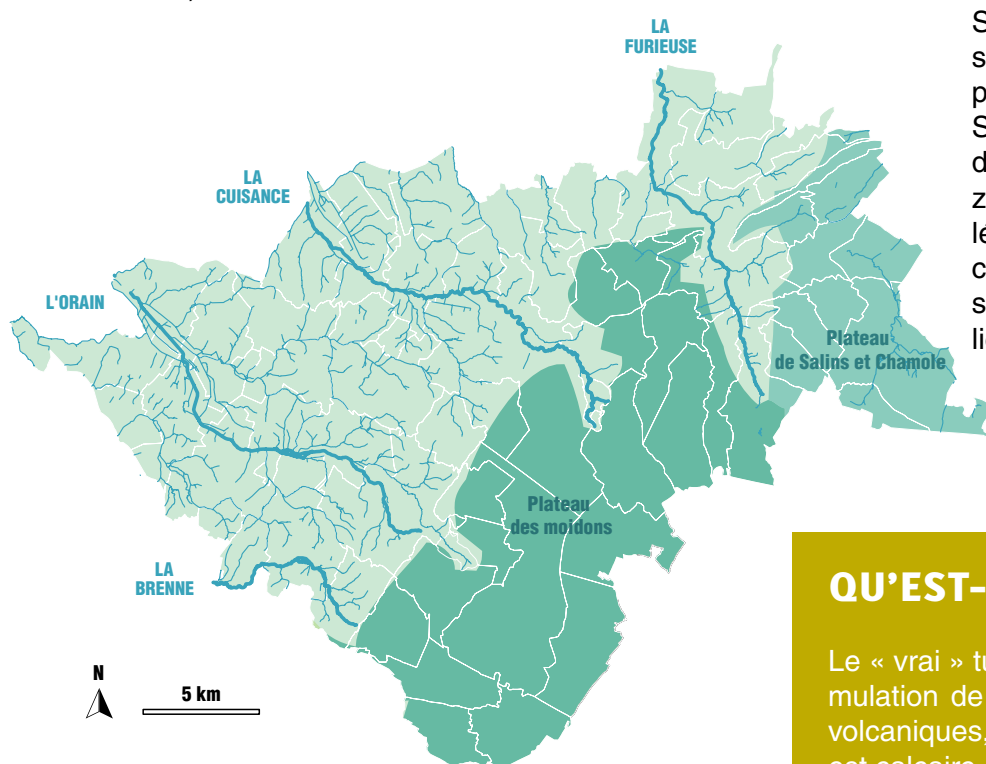 LA
FURIEUSE
LA
CUISANCE
L'ORAIN
Plateau
de Salins et Chamole
Plateau
des moidons
LA
BRENNE
N
5 km
QU'EST-
Le « vrai » tu
mulation de
volcaniques,